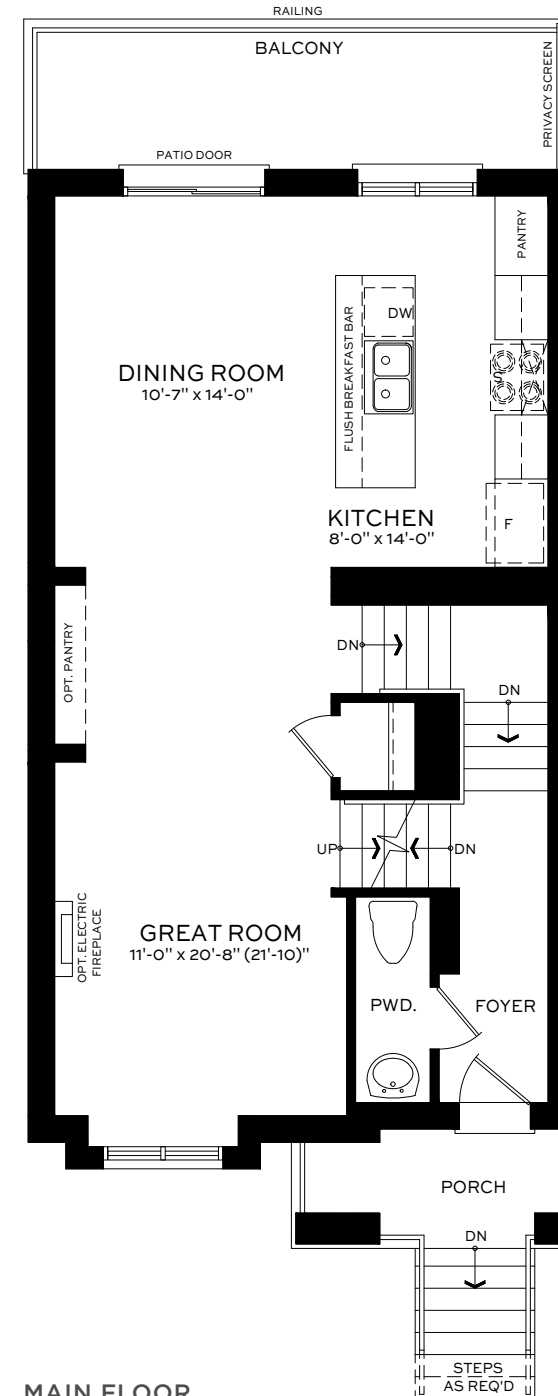 RAILING
BALCONY
PRIVACY SCREEN
PATIO DOOR
PANTRY
DW
FLUSH BREAKFAST BAR
S
DINING ROOM
10'-7" x 14'-0"
KITCHEN
8'-0" x 14'-0"
F
OPT. PANTRY
DN
DN
UP
DN
OPT. ELECTRIC
FIREPLACE
GREAT ROOM
11'-0" x 20'-8" (21'-10)"
PWD.
FOYER
PORCH
DN
STEPS
AS REQ'D
MAIN FLOOR